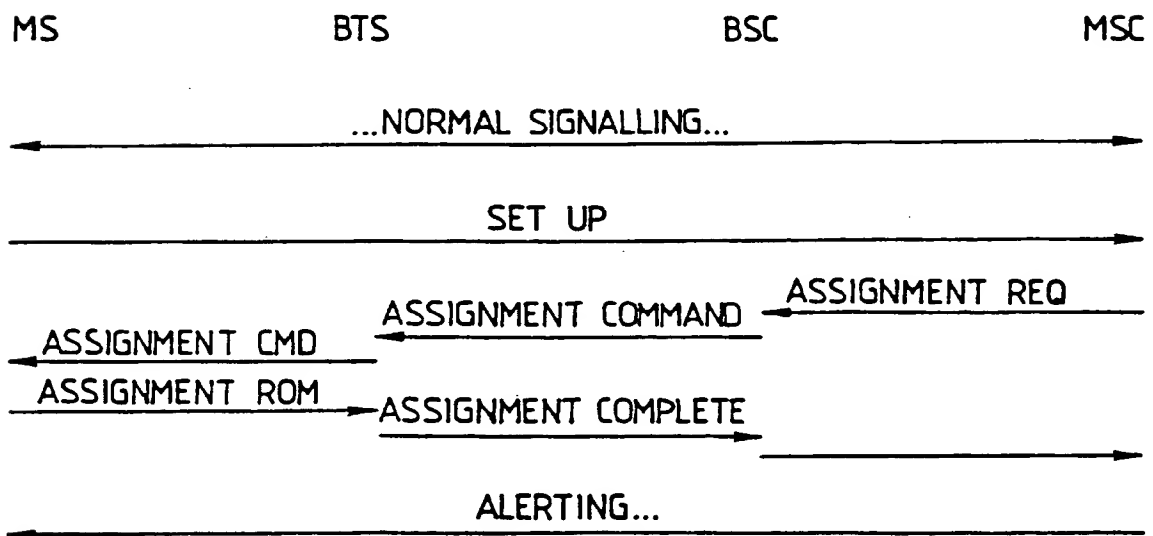 MS BTS BSC MSC
...NORMAL SIGNALLING...
SET UP
ASSIGNMENT REQ
ASSIGNMENT COMMAND
ASSIGNMENT CMD
ASSIGNMENT ROM
ASSIGNMENT COMPLETE
ALERTING...